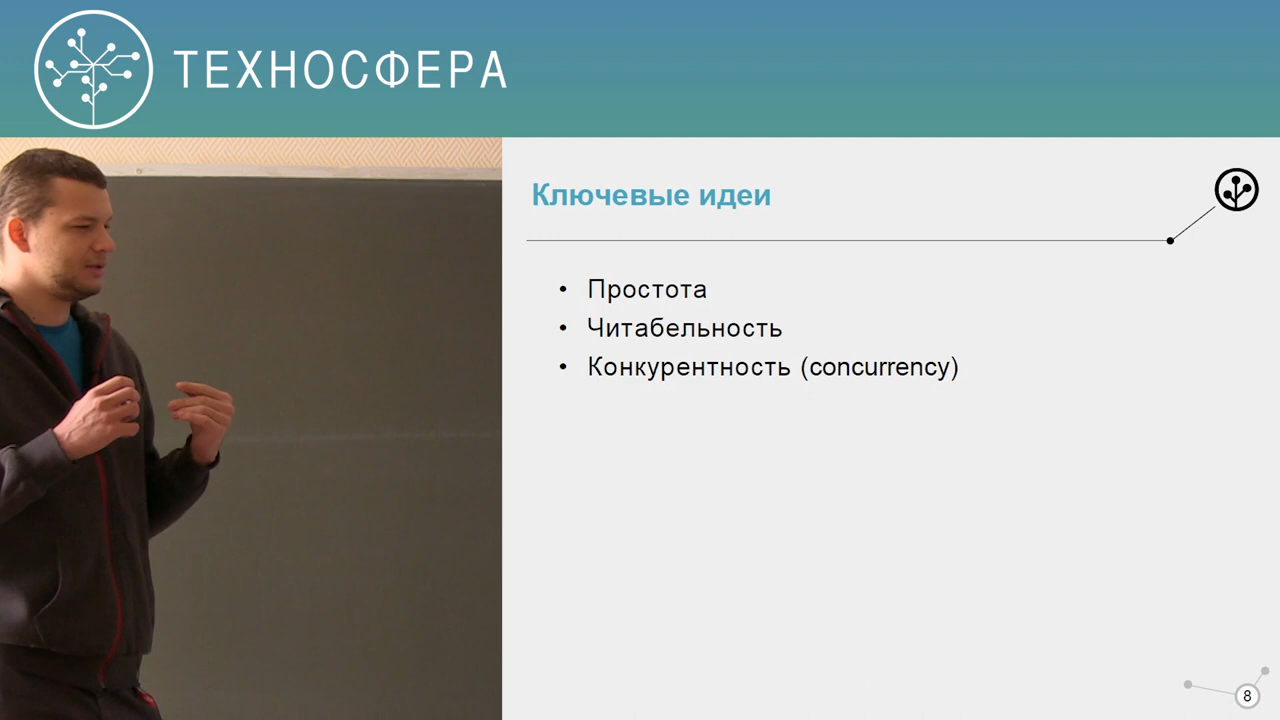 ТЕХНОСФЕРА
Ключевые идеи
• Простота
• Читабельность
• Конкурентность (concurrency)
8